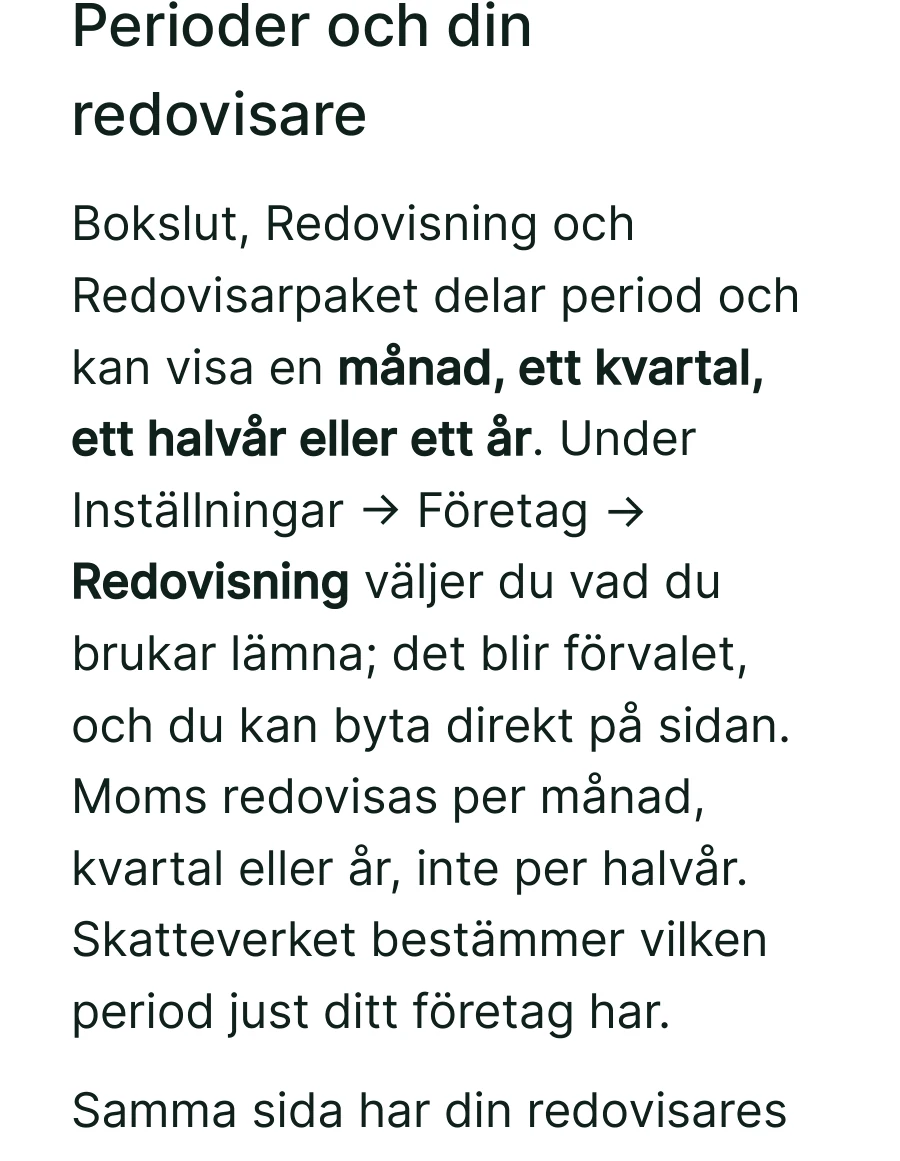 Perioder och din
redovisare
Bokslut, Redovisning och
Redovisarpaket delar period och
kan visa en månad, ett kvartal,
ett halvår eller ett år. Under
Inställningar → Företag →
Redovisning väljer du vad du
brukar lämna; det blir förvalet,
och du kan byta direkt på sidan.
Moms redovisas per månad,
kvartal eller år, inte per halvår.
Skatteverket bestämmer vilken
period just ditt företag har.
Samma sida har din redovisares